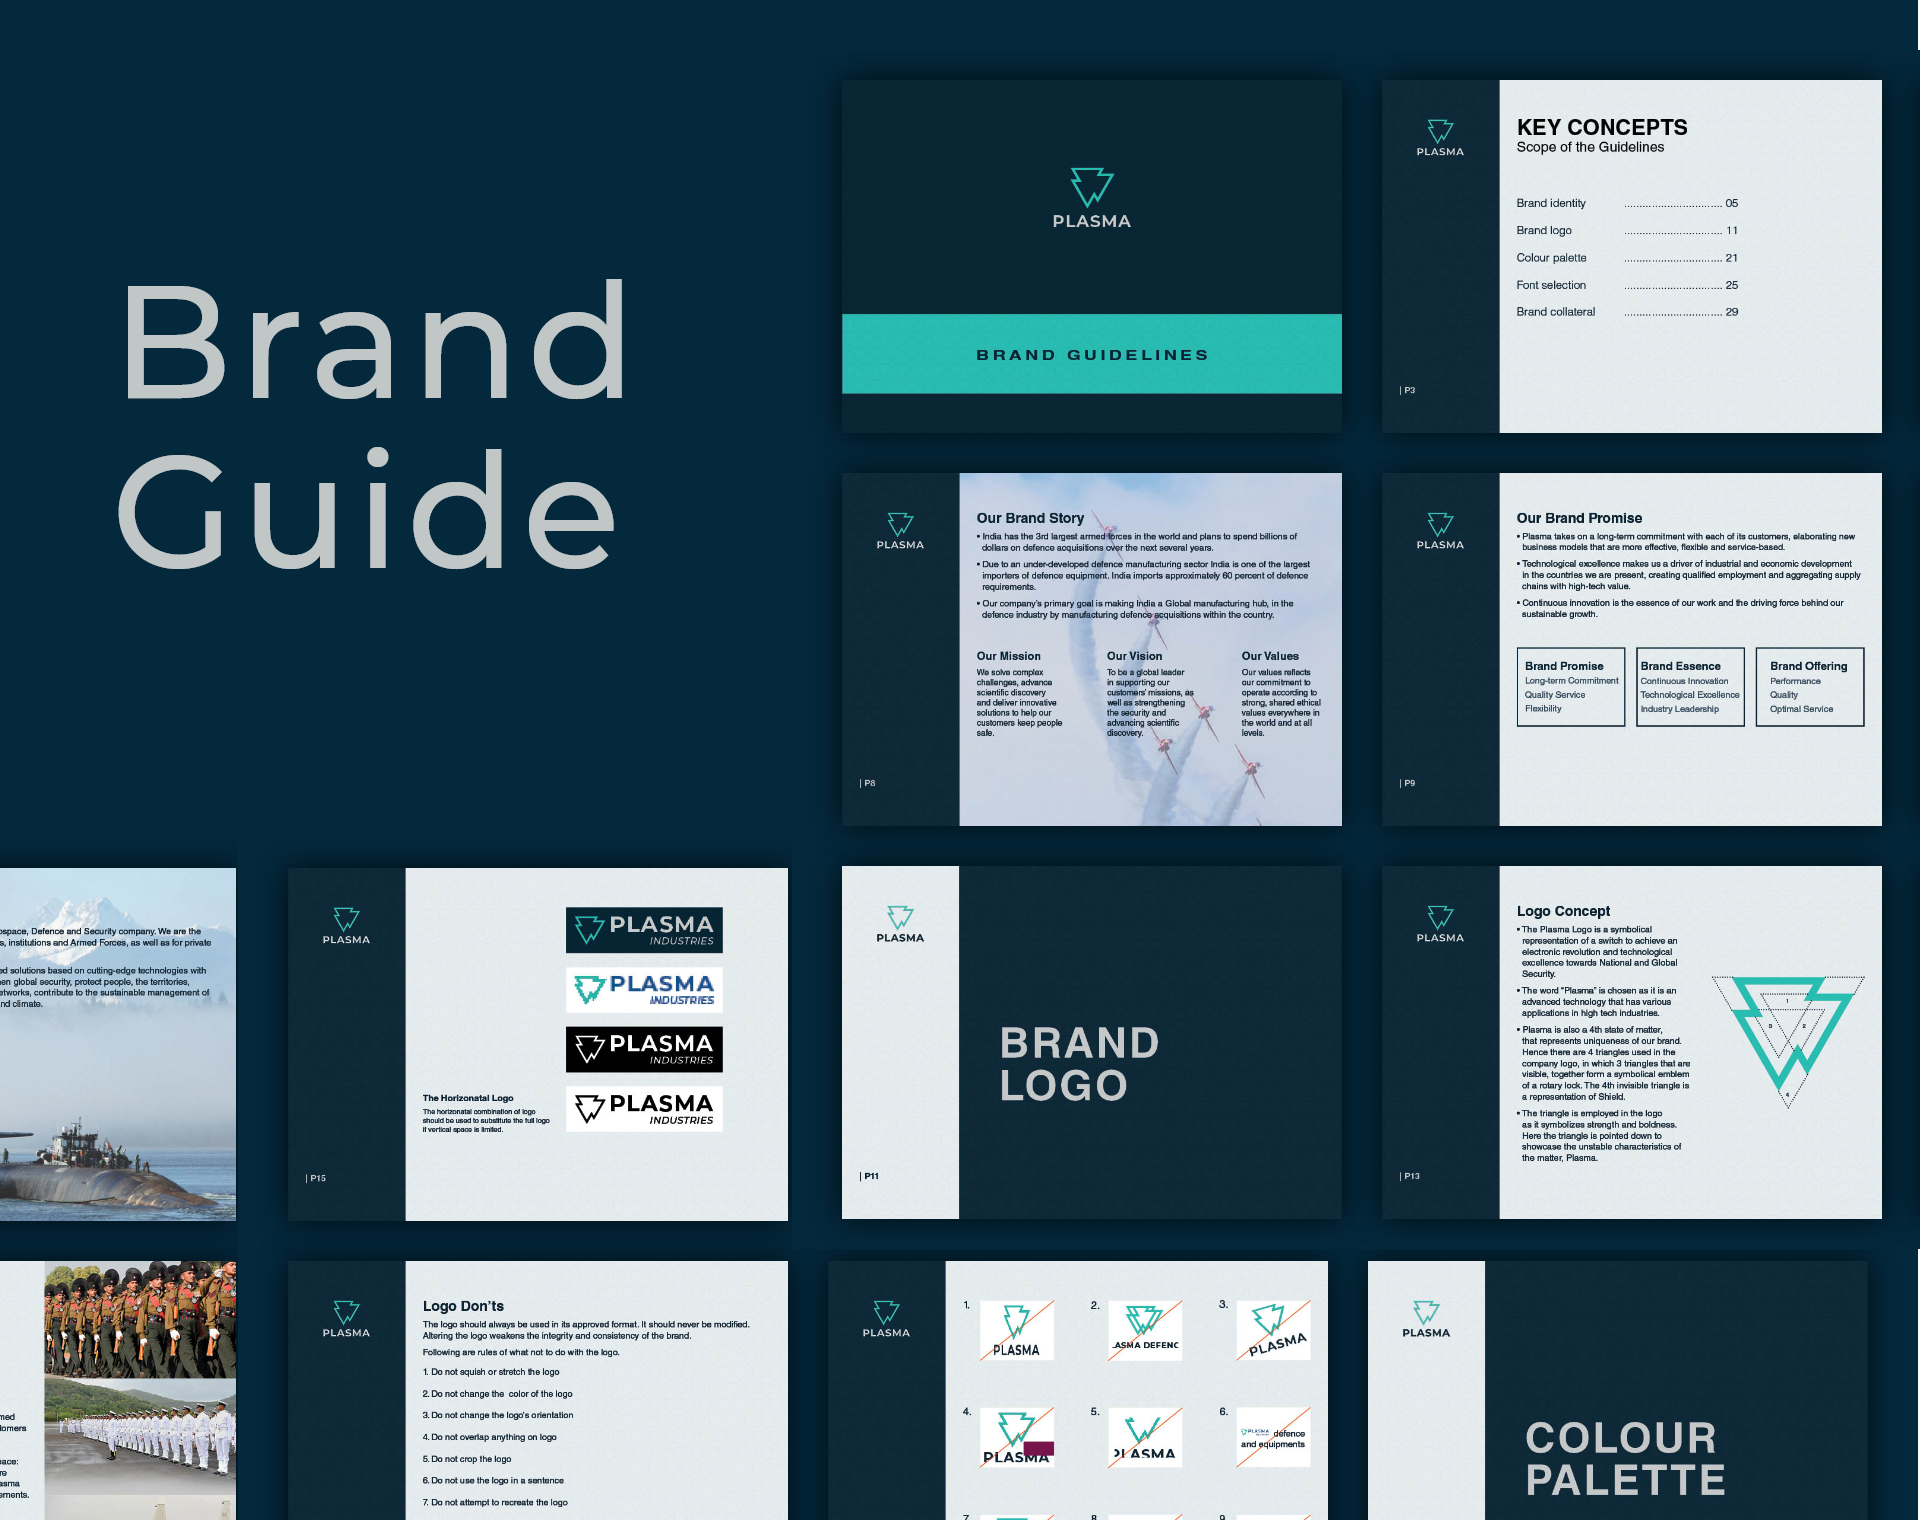 Brand
Guide
PLASMA
BRAND GUIDELINES
PLASMA
KEY CONCEPTS
Scope of the Guidelines
Brand identity ................................ 05
Brand logo ................................ 11
Colour palette ................................ 21
Font selection ................................ 25
Brand collateral ................................ 29
| P3
PLASMA
Our Brand Story
• India has the 3rd largest armed forces in the world and plans to spend billions of
dollars on defence acquisitions over the next several years.
• Due to an under-developed defence manufacturing sector India is one of the largest
importers of defence equipment. India imports approximately 60 percent of defence
requirements.
• Our company's primary goal is making India a Global manufacturing hub, in the
defence industry by manufacturing defence acquisitions within the country.
Our Mission
We solve complex
challenges, advance
scientific discovery
and deliver innovative
solutions to help our
customers keep people
safe.
Our Vision
To be a global leader
in supporting our
customers' missions, as
well as strengthening
the security and
advancing scientific
discovery.
Our Values
Our values reflects
our commitment to
operate according to
strong, shared ethical
values everywhere in
the world and at all
levels.
| P8
PLASMA
Our Brand Promise
• Plasma takes on a long-term commitment with each of its customers, elaborating new
business models that are more effective, flexible and service-based.
• Technological excellence makes us a driver of industrial and economic development
in the countries we are present, creating qualified employment and aggregating supply
chains with high-tech value.
• Continuous innovation is the essence of our work and the driving force behind our
sustainable growth.
Brand Promise
Long-term Commitment
Quality Service
Flexibility
Brand Essence
Continuous Innovation
Technological Excellence
Industry Leadership
Brand Offering
Performance
Quality
Optimal Service
| P9
space, Defence and Security company. We are the
s, institutions and Armed Forces, as well as for private
ed solutions based on cutting-edge technologies with
en global security, protect people, the territories,
etworks, contribute to the sustainable management of
nd climate.
PLASMA
PLASMA
INDUSTRIES
PLASMA
INDUSTRIES
PLASMA
INDUSTRIES
PLASMA
INDUSTRIES
The Horizonatal Logo
The horizonatal combination of logo
should be used to substitute the full logo
if vertical space is limited.
| P15
PLASMA
BRAND
LOGO
| P11
PLASMA
Logo Concept
• The Plasma Logo is a symbolical
representation of a switch to achieve an
electronic revolution and technological
excellence towards National and Global
Security.
• The word "Plasma" is chosen as it is an
advanced technology that has various
applications in high tech industries.
• Plasma is also a 4th state of matter,
that represents uniqueness of our brand.
Hence there are 4 triangles used in the
company logo, in which 3 triangles that are
visible, together form a symbolical emblem
of a rotary lock. The 4th invisible triangle is
a representation of Shield.
• The triangle is employed in the logo
as it symbolizes strength and boldness.
Here the triangle is pointed down to
showcase the unstable characteristics of
the matter, Plasma.
1
3 2
4
| P13
med
tomers
pace:
re
asma
ements.
PLASMA
Logo Don'ts
The logo should always be used in its approved format. It should never be modified.
Altering the logo weakens the integrity and consistency of the brand.
Following are rules of what not to do with the logo.
1. Do not squish or stretch the logo
2. Do not change the color of the logo
3. Do not change the logo's orientation
4. Do not overlap anything on logo
5. Do not crop the logo
6. Do not use the logo in a sentence
7. Do not attempt to recreate the logo
PLASMA
1.
PLASMA
2.
ASMA DEFENC
3.
PLASMA
4.
PLASMA
5.
PLASMA
6.
PLASMA defence
and equipments
7.
8.
9.
PLASMA
COLOUR
PALETTE